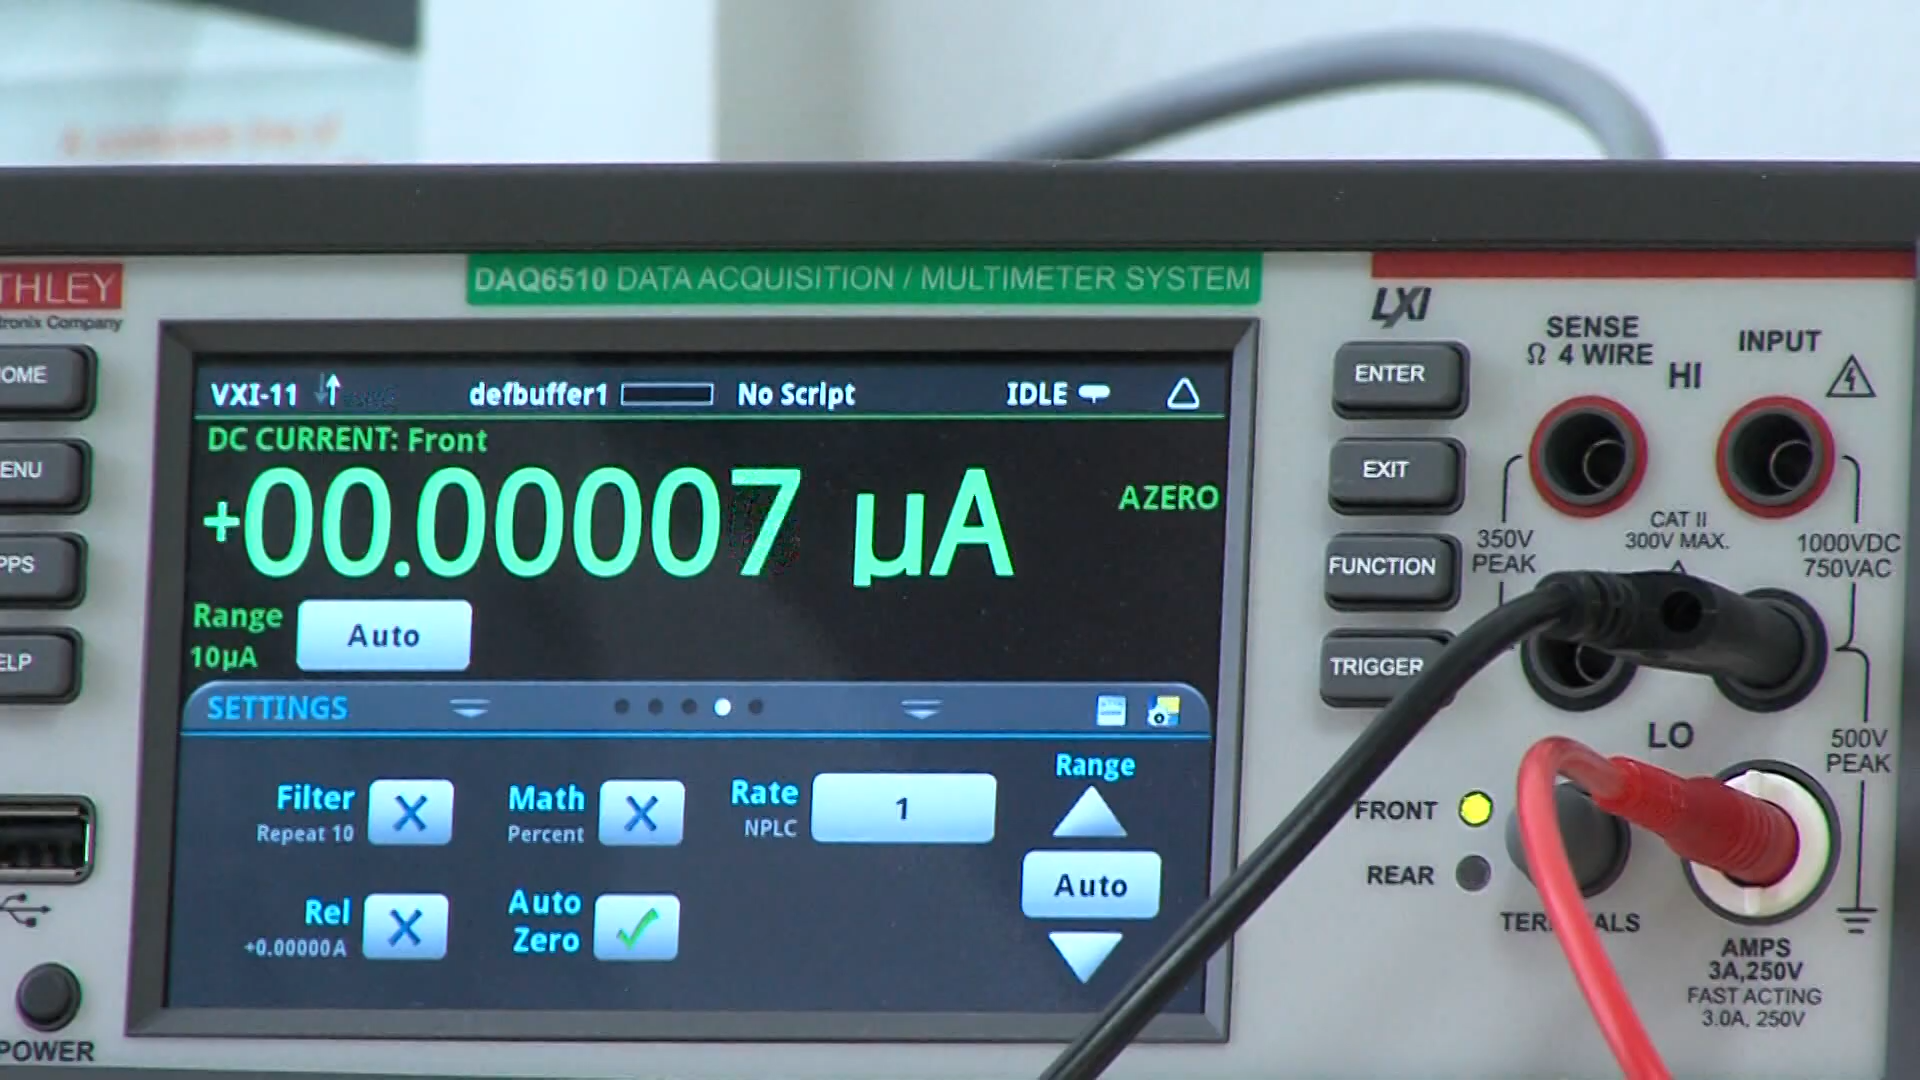 A complete line of
THLEY
tronix Company
DAQ6510 DATA ACQUISITION / MULTIMETER SYSTEM
LXI
OME
ENU
PPS
ELP
POWER
VXI-11 defbuffer1 No Script IDLE
DC CURRENT: Front
+00.00007 µA
AZERO
Range
10µA
Auto
SETTINGS
Filter
Repeat 10
Math
Percent
Rate
NPLC
1
Range
Auto
Rel
+0.00000A
Auto
Zero
ENTER
EXIT
FUNCTION
TRIGGER
SENSE
Ω 4 WIRE
HI
INPUT
350V
PEAK
CAT II
300V MAX.
1000VDC
750VAC
LO
500V
PEAK
FRONT
REAR
AMPS
3A,250V
FAST ACTING
3.0A, 250V